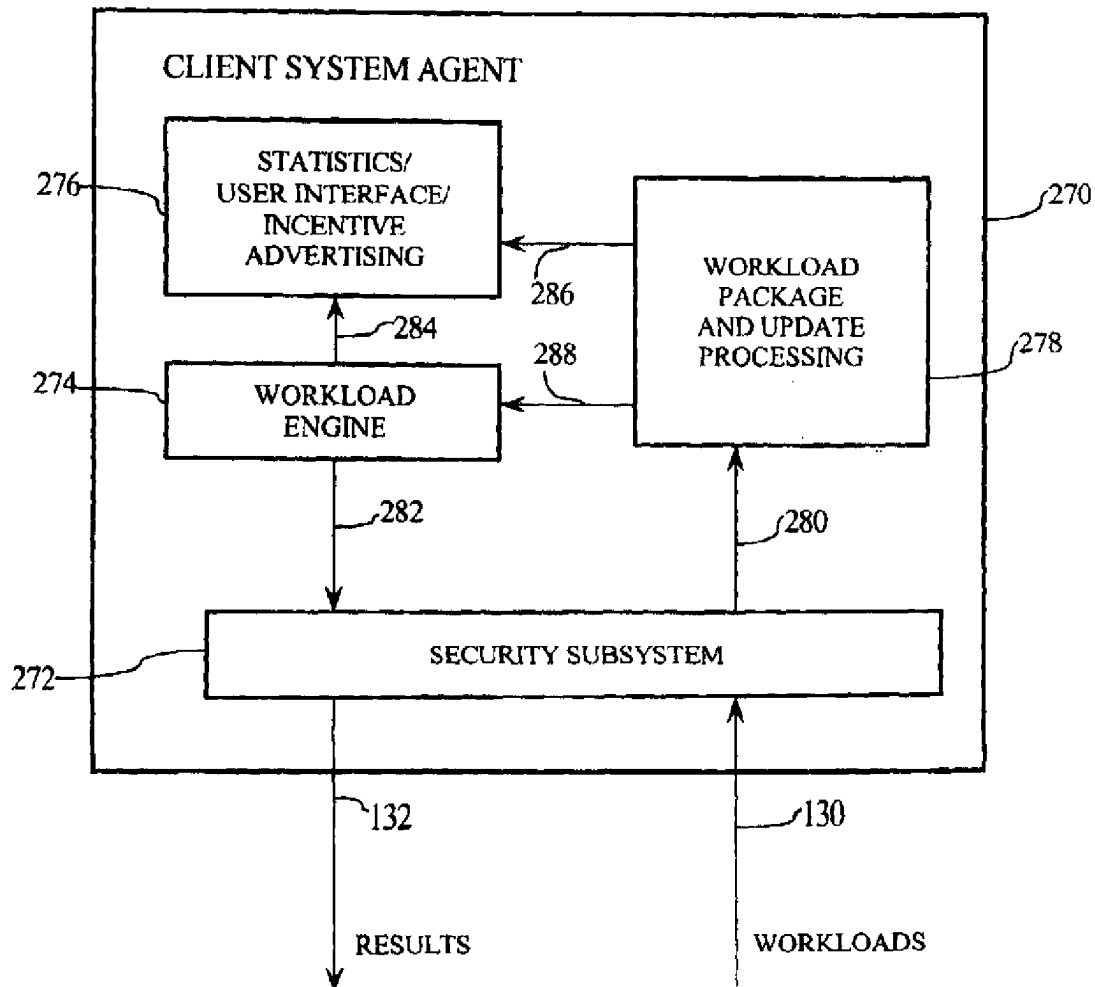 CLIENT SYSTEM AGENT
STATISTICS/
USER INTERFACE/
INCENTIVE
ADVERTISING
276
270
WORKLOAD
PACKAGE
AND UPDATE
PROCESSING
286
284
288
278
274
WORKLOAD
ENGINE
282
280
SECURITY SUBSYSTEM
272
132
130
RESULTS
WORKLOADS